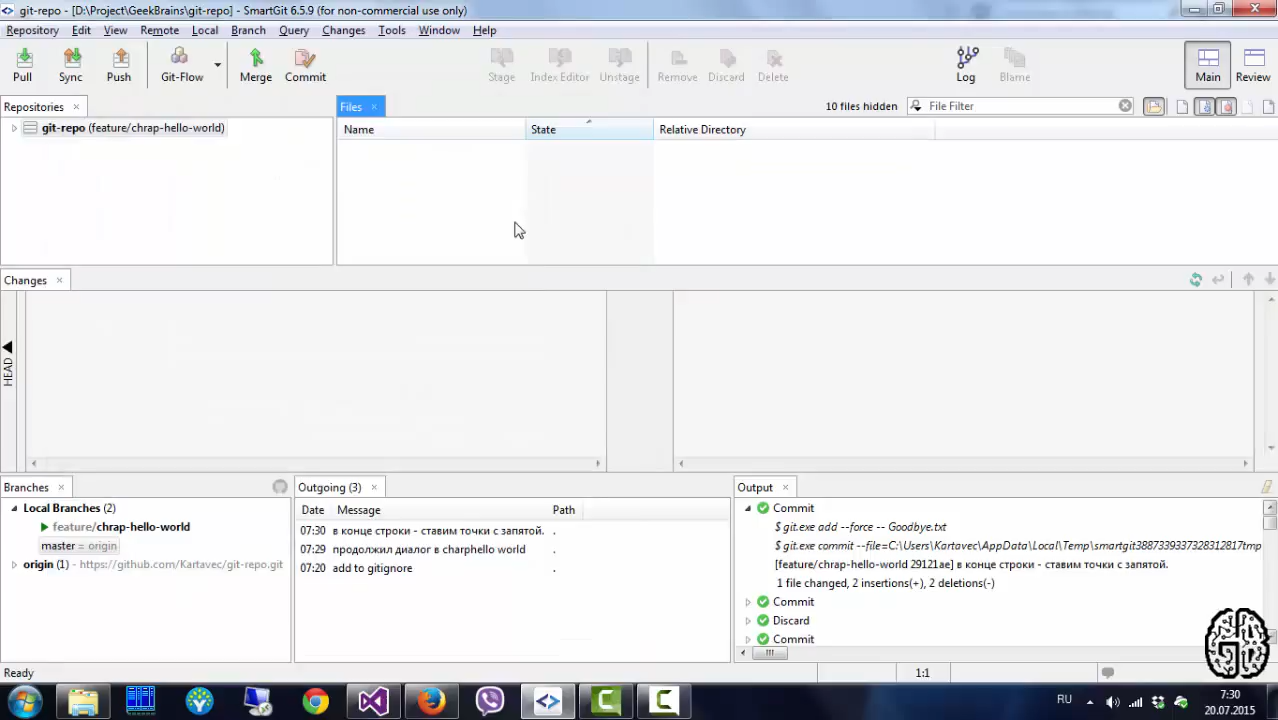 git-repo - [D:\Project\GeekBrains\git-repo] - SmartGit 6.5.9 (for non-commercial use only)
Repository Edit View Remote Local Branch Query Changes Tools Window Help
Pull Sync Push Git-Flow Merge Commit Stage Index Editor Unstage Remove Discard Delete Log Blame Main Review
Repositories
Files
10 files hidden
File Filter
git-repo (feature/chrap-hello-world)
Name State Relative Directory
Changes
HEAD
Branches
Local Branches (2)
feature/chrap-hello-world
master = origin
origin (1) - https://github.com/Kartavec/git-repo.git
Outgoing (3)
Date Message Path
07:30 в конце строки - ставим точки с запятой. .
07:29 продолжил диалог в charphello world .
07:20 add to gitignore .
Output
Commit
$ git.exe add --force -- Goodbye.txt
$ git.exe commit --file=C:\Users\Kartavec\AppData\Local\Temp\smartgit3887339337328312817tmp
[feature/chrap-hello-world 29121ae] в конце строки - ставим точки с запятой.
1 file changed, 2 insertions(+), 2 deletions(-)
Commit
Discard
Commit
Ready
1:1
RU
7:30
20.07.2015